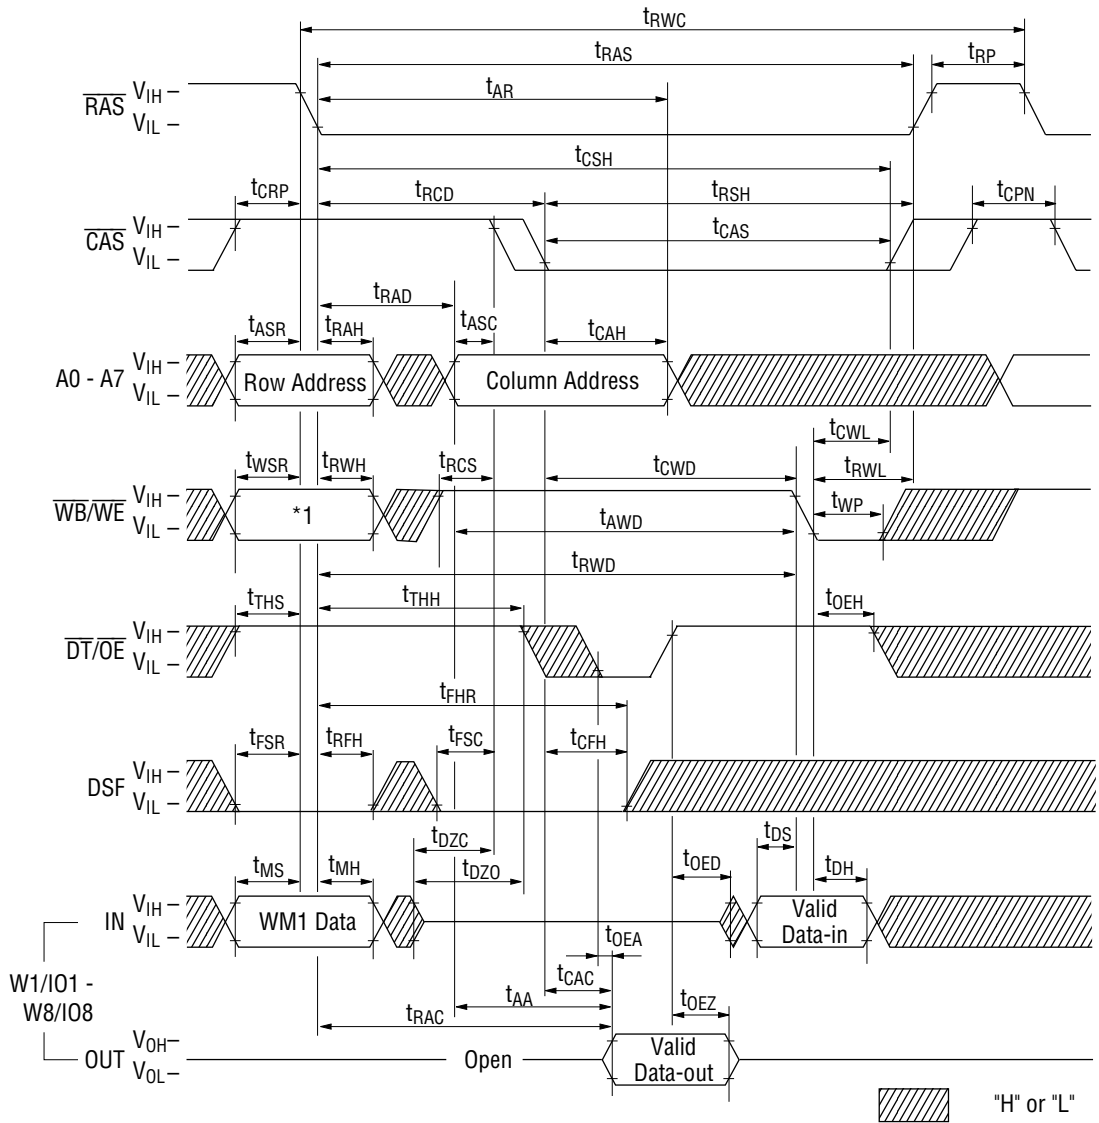 tRWC
tRAS
tRP
tAR
RAS VIH
VIL
tCSH
tCRP tRCD tRSH tCPN
CAS VIH
VIL
tCAS
tRAD
tASR tRAH tASC tCAH
A0 - A7 VIH
VIL
Row Address Column Address
tCWL
tWSR tRWH tRCS tCWD tRWL
WB/WE VIH
VIL
*1
tWP
tAWD
tRWD
tTHS tTHH tOEH
DT/OE VIH
VIL
tFHR
tFSR tRFH tFSC tCFH
DSF VIH
VIL
tDZC tDS
tMS tMH tDZO tOED tDH
IN VIH
VIL
WM1 Data
Valid
Data-in
tOEA
W1/IO1 -
W8/IO8
tCAC
tAA tOEZ
tRAC
OUT VOH
VOL
Open
Valid
Data-out
"H" or "L"